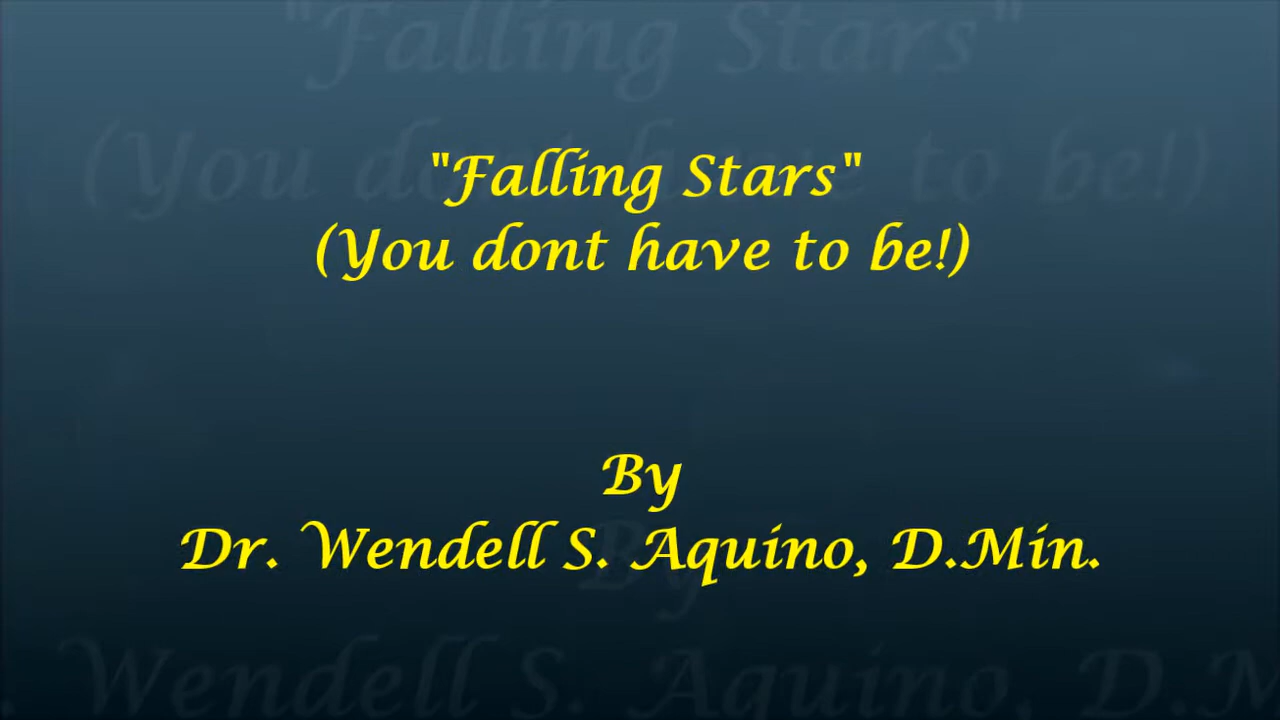 "Falling Stars"
(You dont have to be!)
By
Dr. Wendell S. Aquino, D.Min.